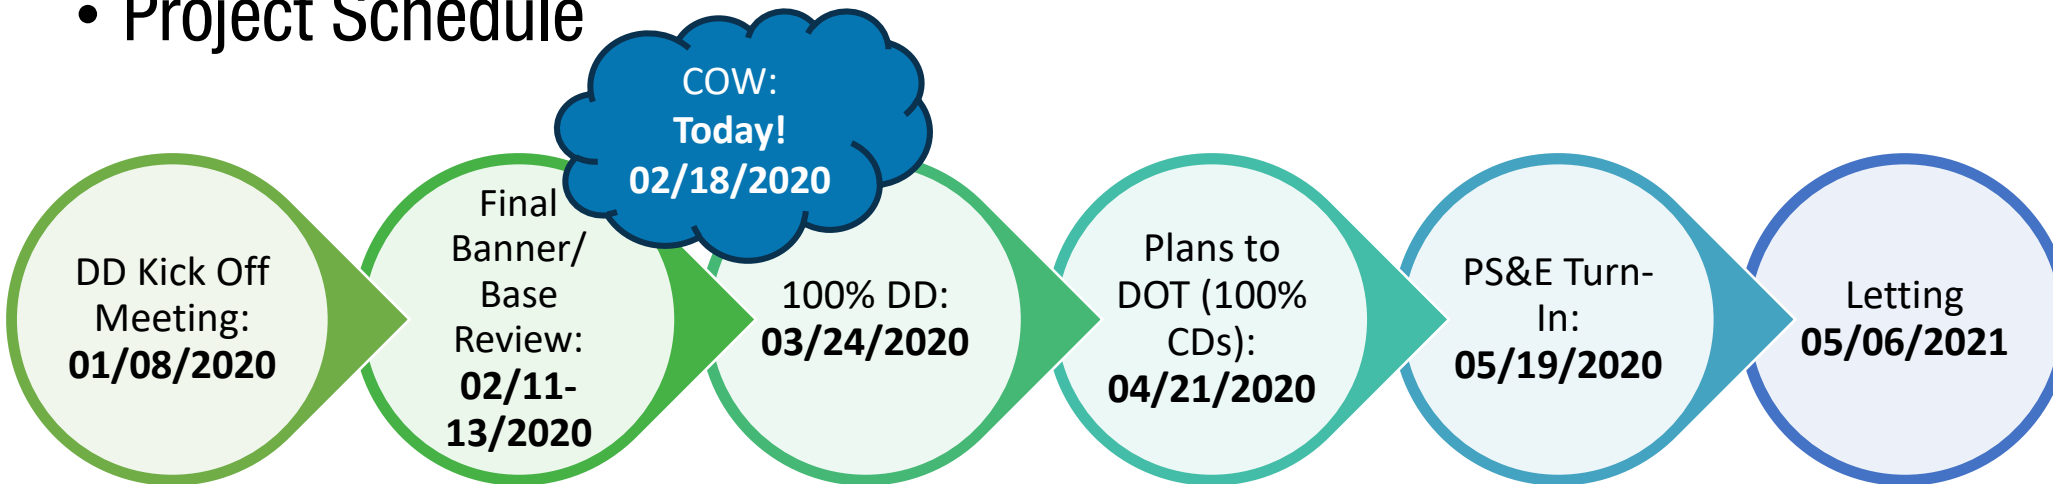 • Project Schedule
COW:
Today!
02/18/2020
DD Kick Off
Meeting:
01/08/2020
Final
Banner/
Base
Review:
02/11-
13/2020
100% DD:
03/24/2020
Plans to
DOT (100%
CDs):
04/21/2020
PS&E Turn-
In:
05/19/2020
Letting
05/06/2021